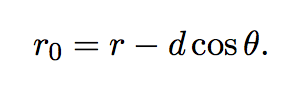 r₀ = r − d cos θ.